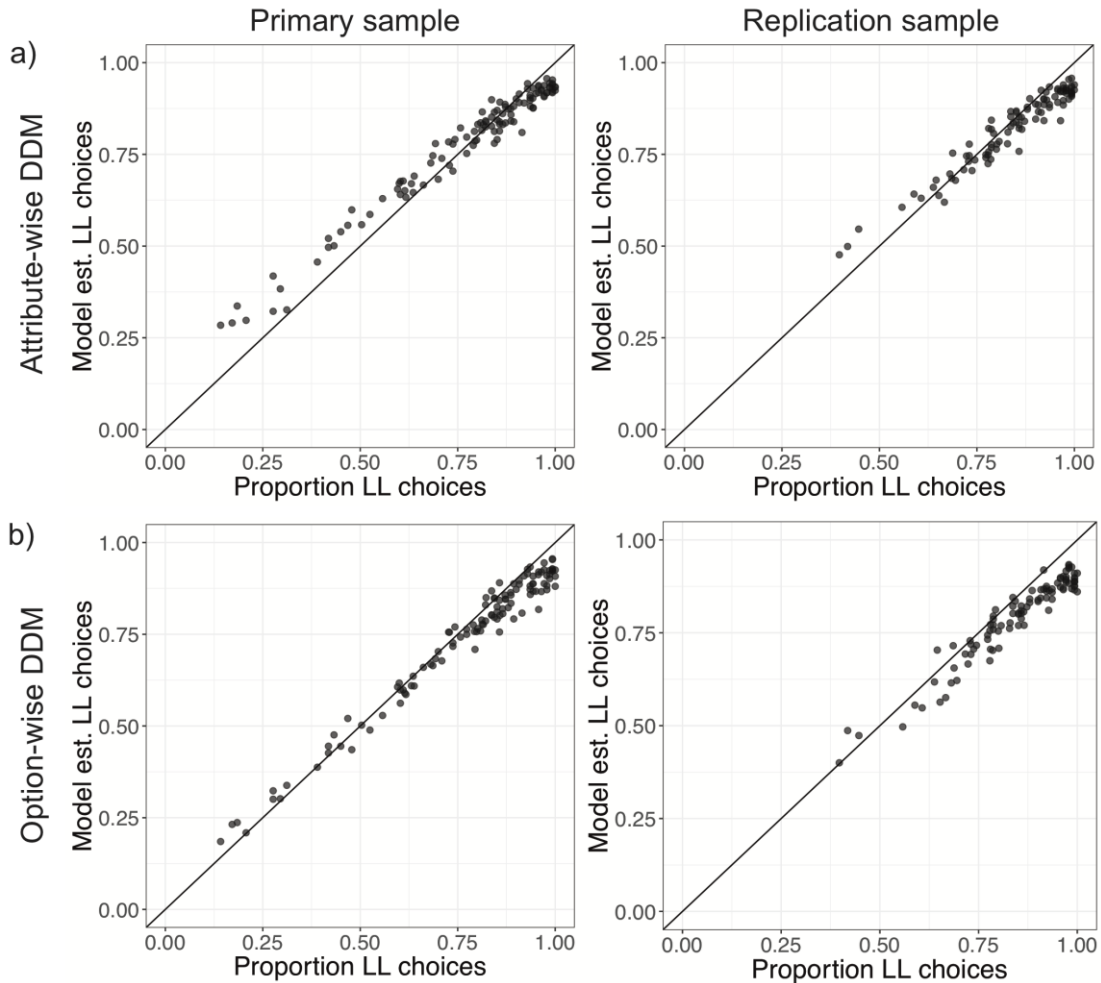 Primary sample
Replication sample
a)
Attribute-wise DDM
Model est. LL choices
1.00
0.75
0.50
0.25
0.00
0.00 0.25 0.50 0.75 1.00
Proportion LL choices
Model est. LL choices
1.00
0.75
0.50
0.25
0.00
0.00 0.25 0.50 0.75 1.00
Proportion LL choices
b)
Option-wise DDM
Model est. LL choices
1.00
0.75
0.50
0.25
0.00
0.00 0.25 0.50 0.75 1.00
Proportion LL choices
Model est. LL choices
1.00
0.75
0.50
0.25
0.00
0.00 0.25 0.50 0.75 1.00
Proportion LL choices